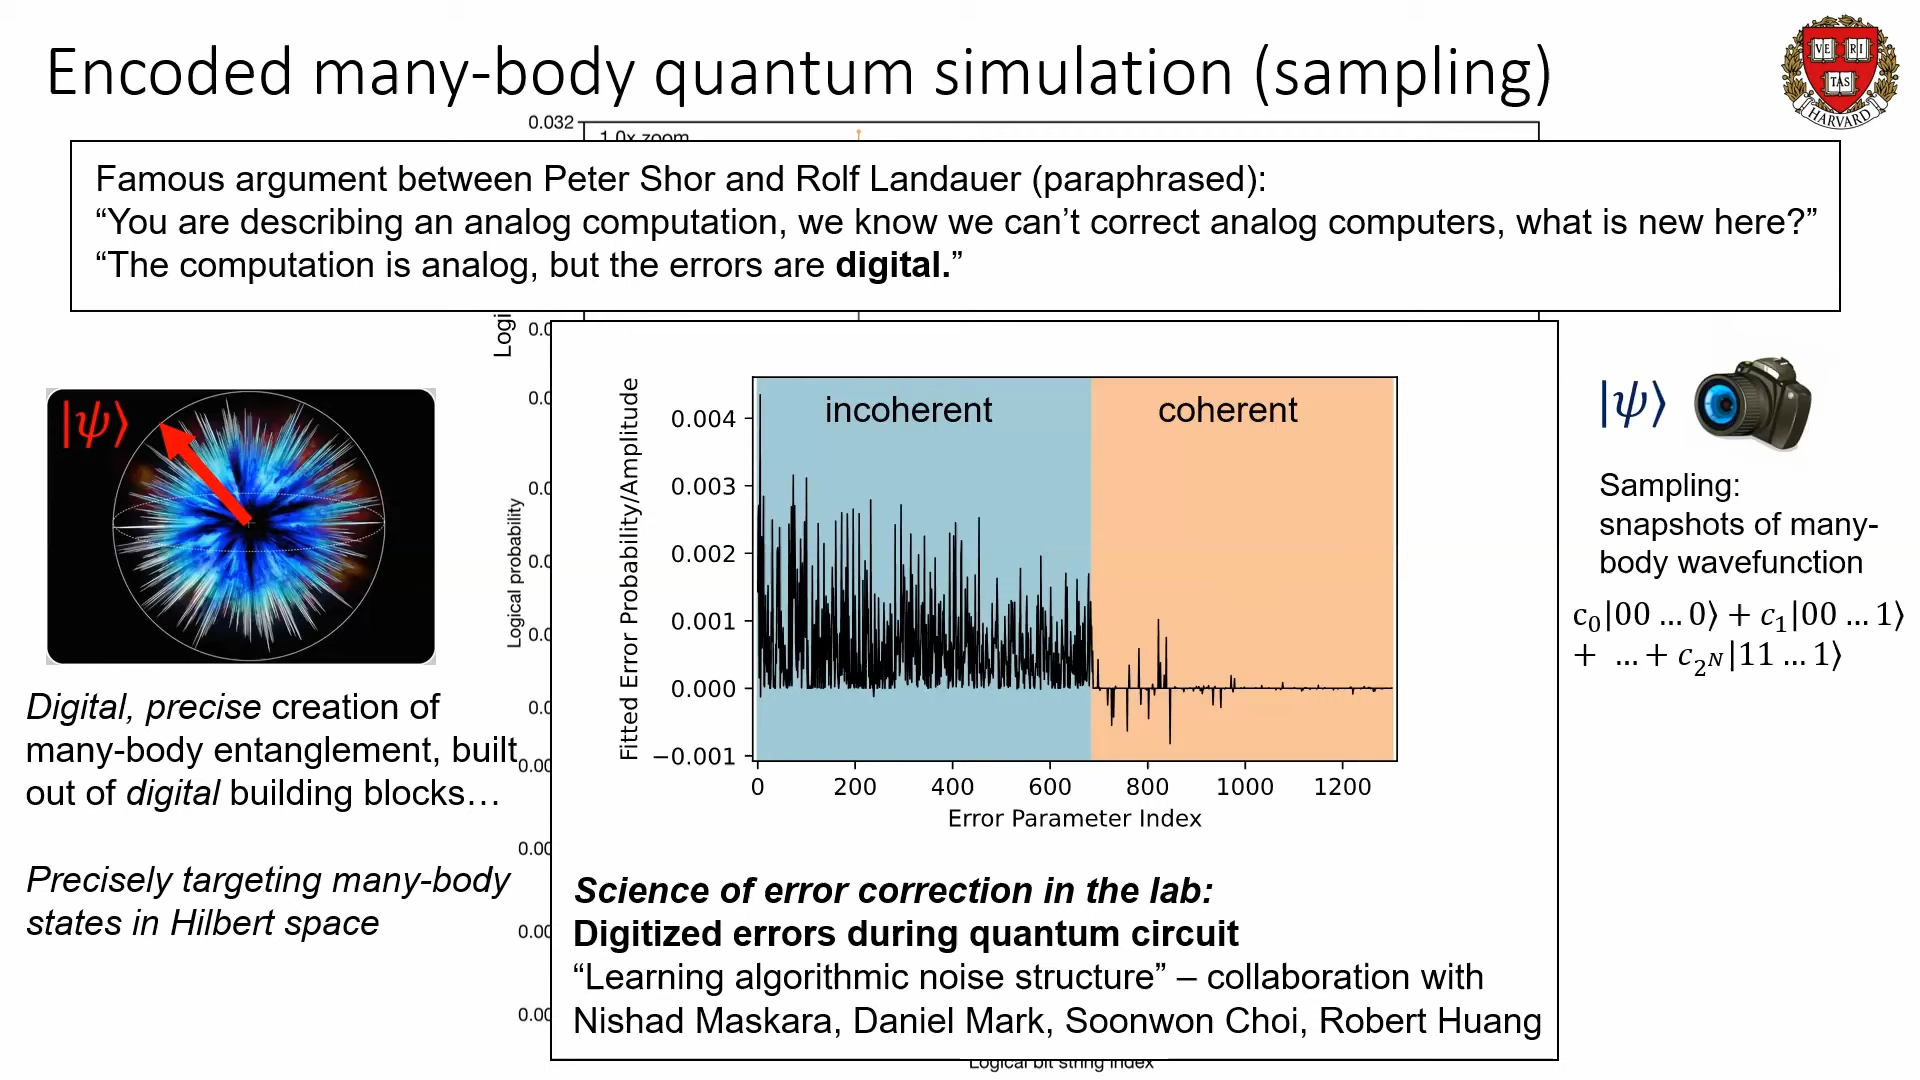 Encoded many-body quantum simulation (sampling)
VE RI
TAS
HARVARD
0.032
1.0x zoom
Famous argument between Peter Shor and Rolf Landauer (paraphrased):
“You are describing an analog computation, we know we can’t correct analog computers, what is new here?”
“The computation is analog, but the errors are digital.”
|ψ⟩
Digital, precise creation of
many-body entanglement, built
out of digital building blocks…
Precisely targeting many-body
states in Hilbert space
Logical probability
Fitted Error Probability/Amplitude
incoherent
coherent
0.004
0.003
0.002
0.001
0.000
−0.001
0 200 400 600 800 1000 1200
Error Parameter Index
Science of error correction in the lab:
Digitized errors during quantum circuit
“Learning algorithmic noise structure” – collaboration with
Nishad Maskara, Daniel Mark, Soonwon Choi, Robert Huang
Logical bit string index
|ψ⟩
Sampling:
snapshots of many-
body wavefunction
c₀|00 …0⟩ + c₁|00 …1⟩
+ …+ c_{2^N}|11 …1⟩